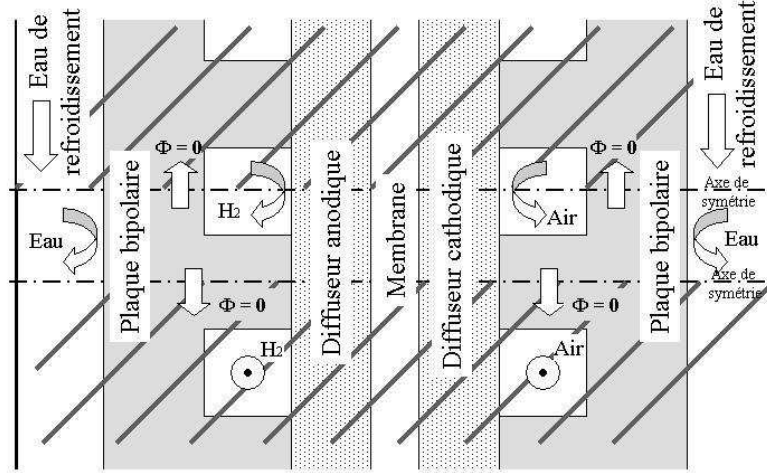 Eau de
refroidissement
Φ = 0
H₂
Eau
Plaque bipolaire
Φ = 0
H₂
Diffuseur anodique
Membrane
Diffuseur cathodique
Φ = 0
Air
Φ = 0
Air
Plaque bipolaire
Eau de
refroidissement
Axe de
symétrie
Eau
Axe de
symétrie